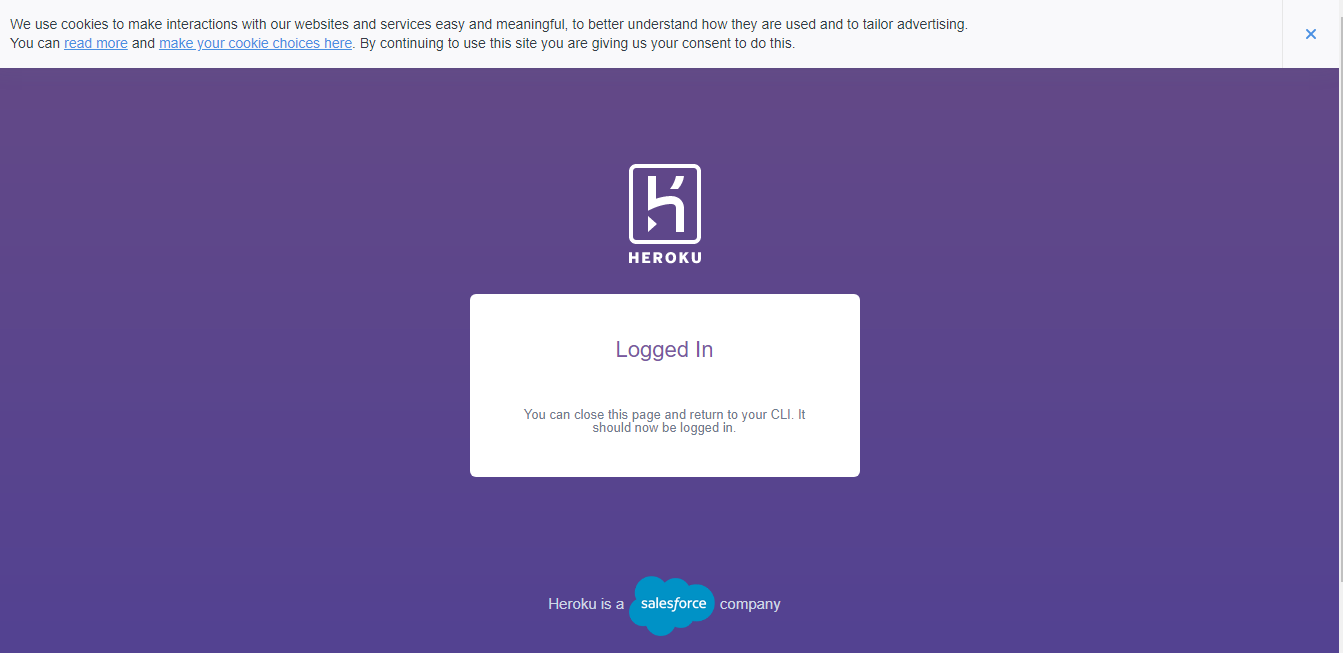 We use cookies to make interactions with our websites and services easy and meaningful, to better understand how they are used and to tailor advertising.
You can read more and make your cookie choices here. By continuing to use this site you are giving us your consent to do this.
HEROKU
Logged In
You can close this page and return to your CLI. It
should now be logged in.
Heroku is a salesforce company